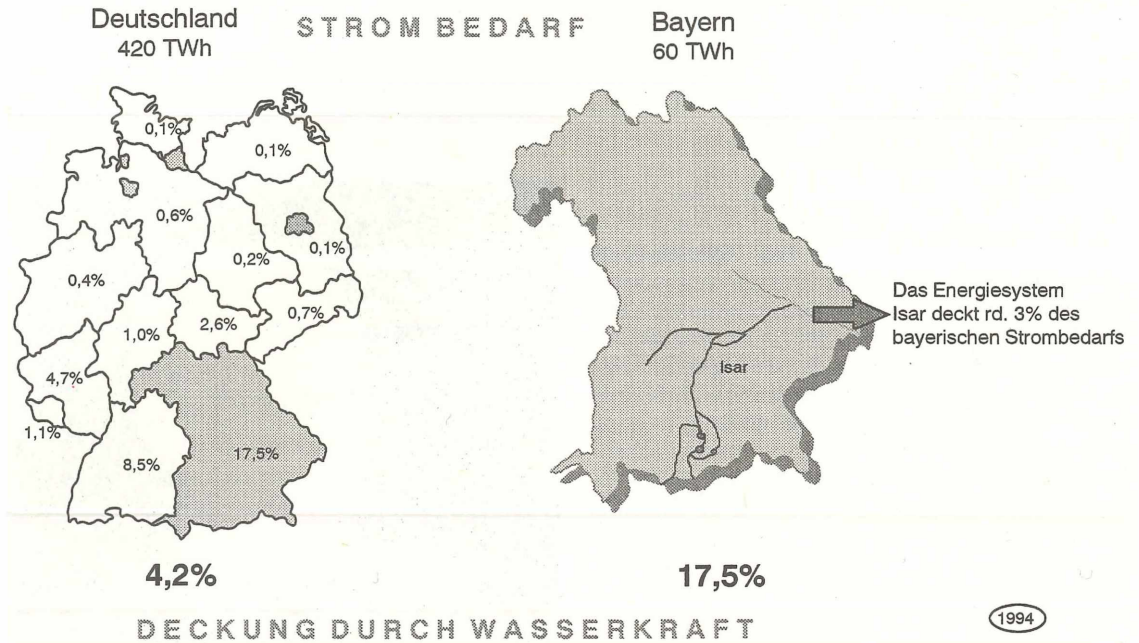 Deutschland
420 TWh
STROMBEDARF
Bayern
60 TWh
0,1%
0,1%
0,6%
0,2%
0,1%
0,4%
1,0%
2,6%
0,7%
4,7%
1,1%
8,5%
17,5%
Isar
Das Energiesystem
Isar deckt rd. 3% des
bayerischen Strombedarfs
4,2%
17,5%
DECKUNG DURCH WASSERKRAFT
1994